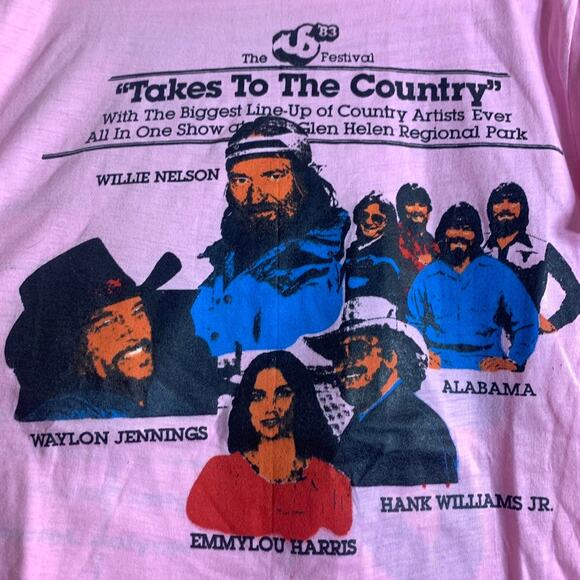 The US '83 Festival
"Takes To The Country"
With The Biggest Line-Up of Country Artists Ever
All In One Show Glen Helen Regional Park
WILLIE NELSON
ALABAMA
WAYLON JENNINGS
HANK WILLIAMS JR.
EMMYLOU HARRIS